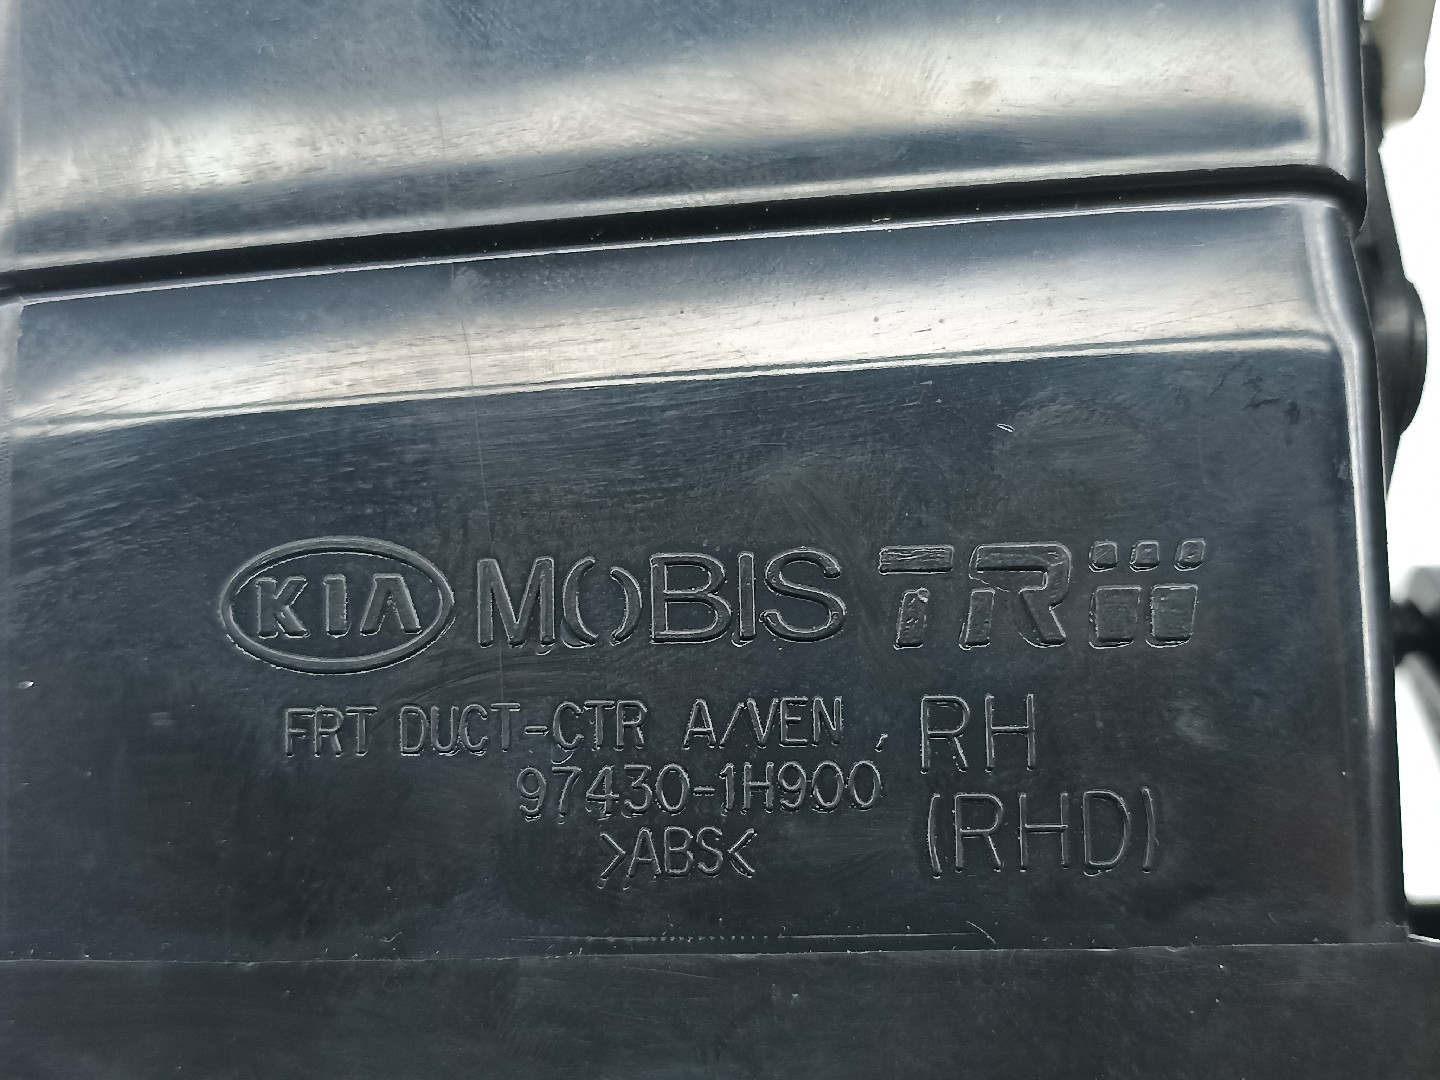 KIA MOBIS TRW
FRT DUCT-CTR A/VEN, RH
97430-1H900
(RHD)
>ABS<